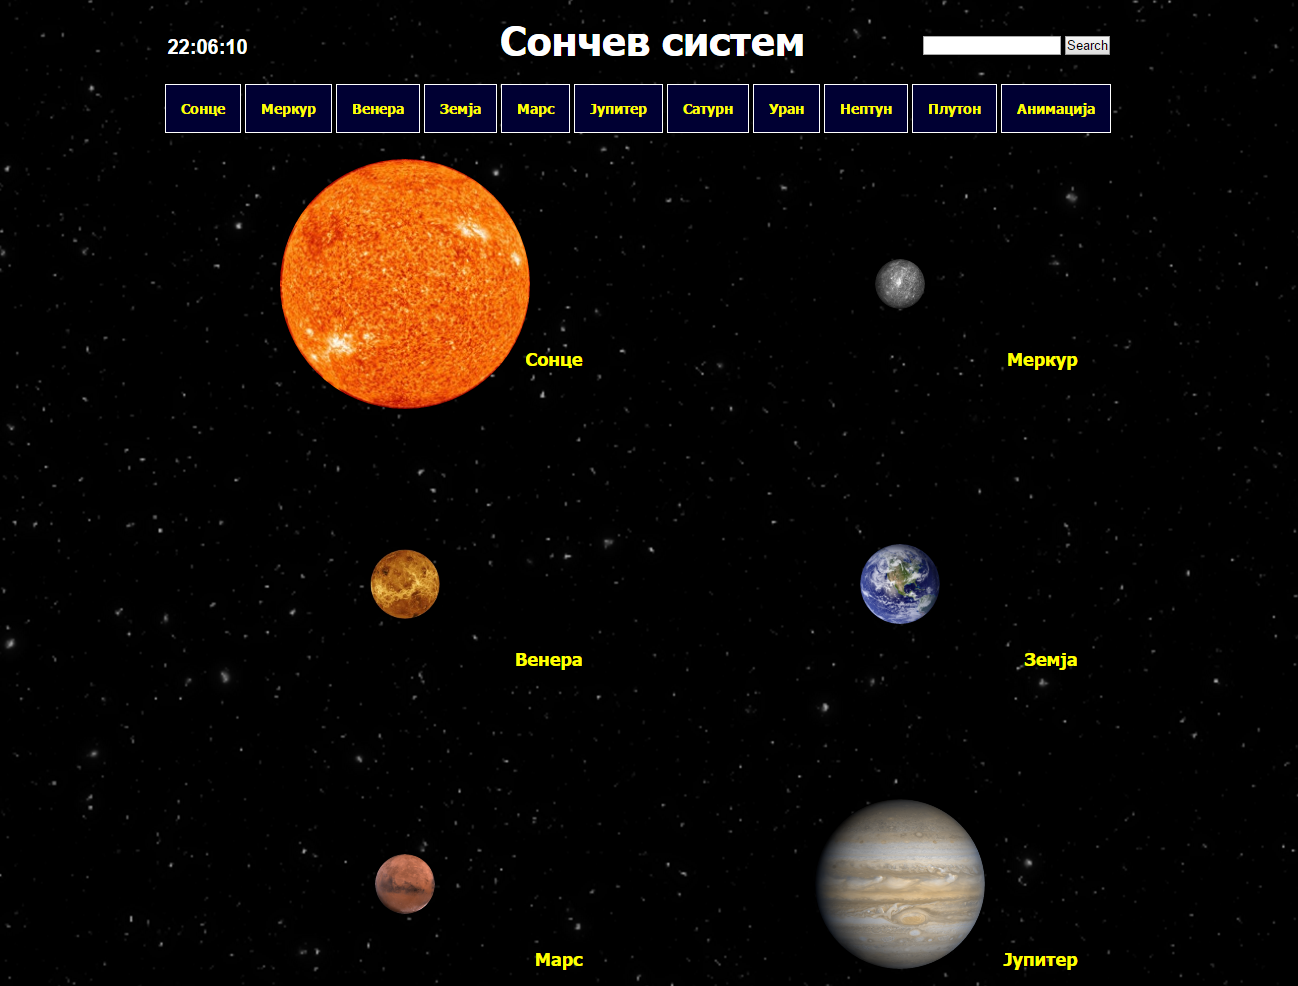 22:06:10 Сончев систем Search
Сонце Меркур Венера Земја Марс Јупитер Сатурн Уран Нептун Плутон Анимација
Сонце Меркур
Венера Земја
Марс Јупитер